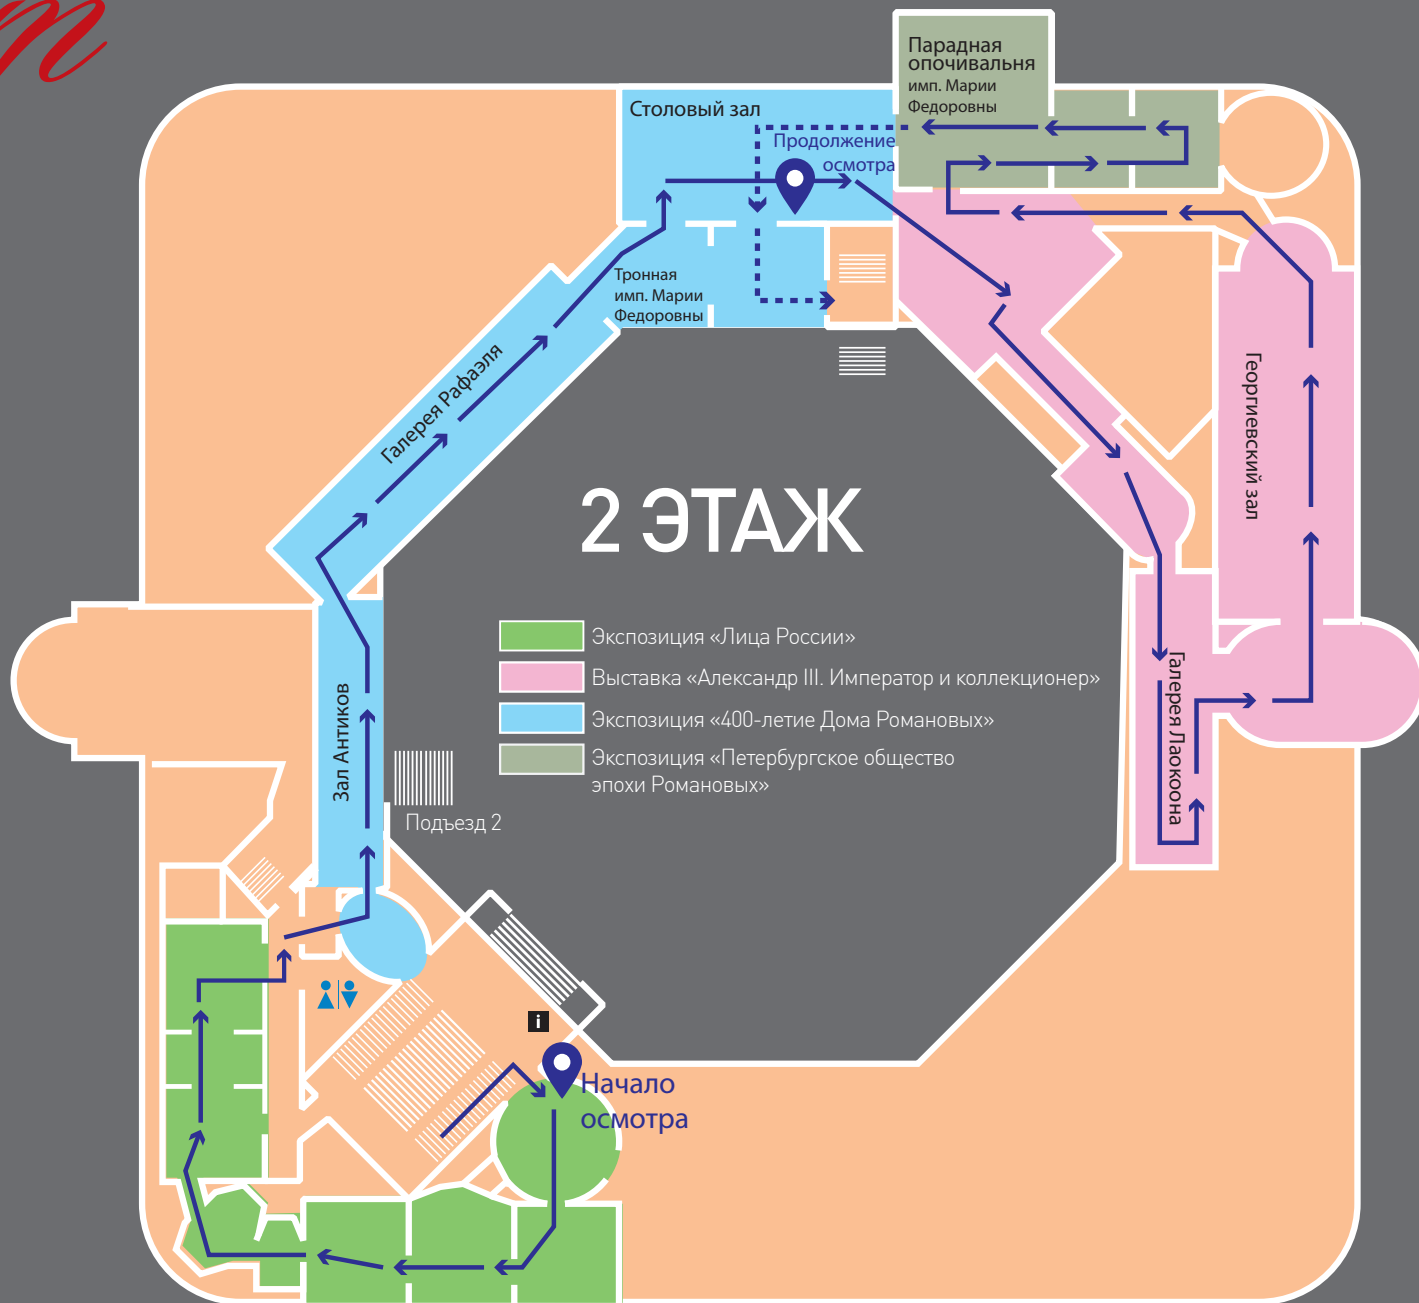 m
Парадная
опочивальня
имп. Марии
Федоровны
Столовый зал
Продолжение
осмотра
Тронная
имп. Марии
Федоровны
Галерея Рафаэля
Георгиевский зал
2 ЭТАЖ
Экспозиция «Лица России»
Выставка «Александр III. Император и коллекционер»
Экспозиция «400-летие Дома Романовых»
Экспозиция «Петербургское общество
эпохи Романовых»
Галерея Лаокоона
Зал Антиков
Подъезд 2
i
Начало
осмотра